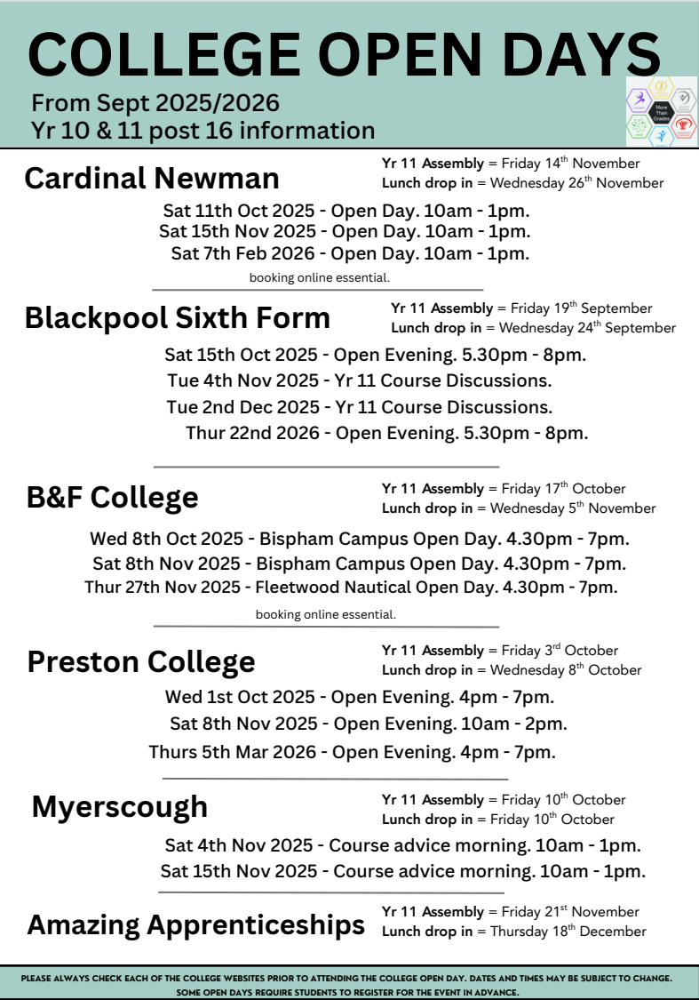 COLLEGE OPEN DAYS
From Sept 2025/2026
Yr 10 & 11 post 16 information
More
Than
Grades
Cardinal Newman
Yr 11 Assembly = Friday 14th November
Lunch drop in = Wednesday 26th November
Sat 11th Oct 2025 - Open Day. 10am - 1pm.
Sat 15th Nov 2025 - Open Day. 10am - 1pm.
Sat 7th Feb 2026 - Open Day. 10am - 1pm.
booking online essential.
Blackpool Sixth Form
Yr 11 Assembly = Friday 19th September
Lunch drop in = Wednesday 24th September
Sat 15th Oct 2025 - Open Evening. 5.30pm - 8pm.
Tue 4th Nov 2025 - Yr 11 Course Discussions.
Tue 2nd Dec 2025 - Yr 11 Course Discussions.
Thur 22nd 2026 - Open Evening. 5.30pm - 8pm.
B&F College
Yr 11 Assembly = Friday 17th October
Lunch drop in = Wednesday 5th November
Wed 8th Oct 2025 - Bispham Campus Open Day. 4.30pm - 7pm.
Sat 8th Nov 2025 - Bispham Campus Open Day. 4.30pm - 7pm.
Thur 27th Nov 2025 - Fleetwood Nautical Open Day. 4.30pm - 7pm.
booking online essential.
Preston College
Yr 11 Assembly = Friday 3rd October
Lunch drop in = Wednesday 8th October
Wed 1st Oct 2025 - Open Evening. 4pm - 7pm.
Sat 8th Nov 2025 - Open Evening. 10am - 2pm.
Thurs 5th Mar 2026 - Open Evening. 4pm - 7pm.
Myerscough
Yr 11 Assembly = Friday 10th October
Lunch drop in = Friday 10th October
Sat 4th Nov 2025 - Course advice morning. 10am - 1pm.
Sat 15th Nov 2025 - Course advice morning. 10am - 1pm.
Amazing Apprenticeships
Yr 11 Assembly = Friday 21st November
Lunch drop in = Thursday 18th December
PLEASE ALWAYS CHECK EACH OF THE COLLEGE WEBSITES PRIOR TO ATTENDING THE COLLEGE OPEN DAY. DATES AND TIMES MAY BE SUBJECT TO CHANGE.
SOME OPEN DAYS REQUIRE STUDENTS TO REGISTER FOR THE EVENT IN ADVANCE.